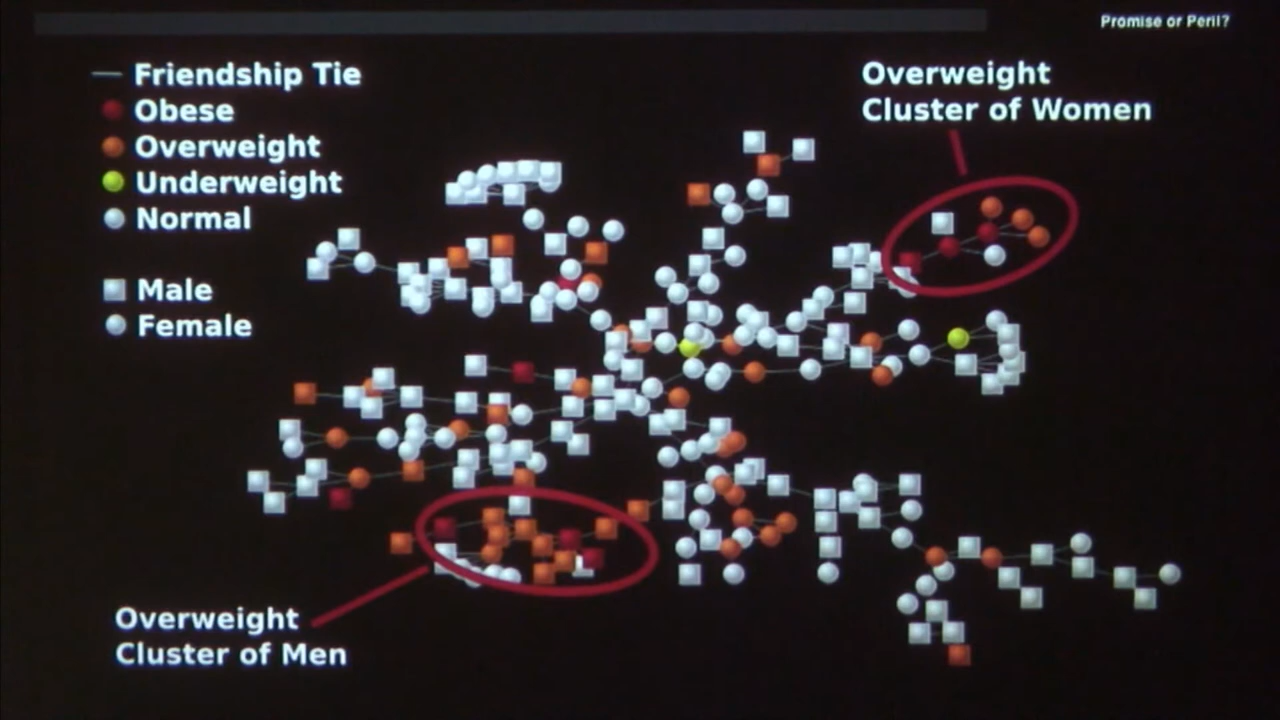 Promise or Peril?
Friendship Tie
Obese
Overweight
Underweight
Normal
Male
Female
Overweight
Cluster of Women
Overweight
Cluster of Men